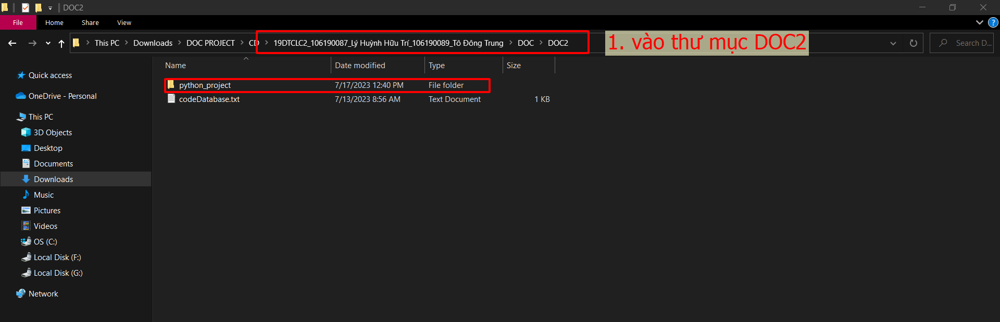 DOC2
File Home Share View
This PC Downloads DOC PROJECT CD 19DTCLC2_106190087_Lý Huỳnh Hữu Trí_106190089_Tô Đông Trung DOC DOC2
1. vào thư mục DOC2
Search D...
Name Date modified Type Size
python_project 7/17/2023 12:40 PM File folder
codeDatabase.txt 7/13/2023 8:56 AM Text Document 1 KB
Quick access
OneDrive - Personal
This PC
3D Objects
Desktop
Documents
Downloads
Music
Pictures
Videos
OS (C:)
Local Disk (F:)
Local Disk (G:)
Network